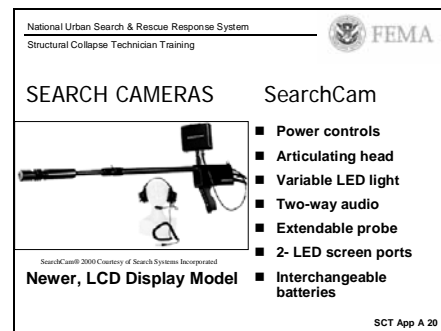 National Urban Search & Rescue Response System
Structural Collapse Technician Training
FEMA
SEARCH CAMERAS
SearchCam® 2000 Courtesy of Search Systems Incorporated
Newer, LCD Display Model
SearchCam
■ Power controls
■ Articulating head
■ Variable LED light
■ Two-way audio
■ Extendable probe
■ 2- LED screen ports
■ Interchangeable
batteries
SCT App A 20